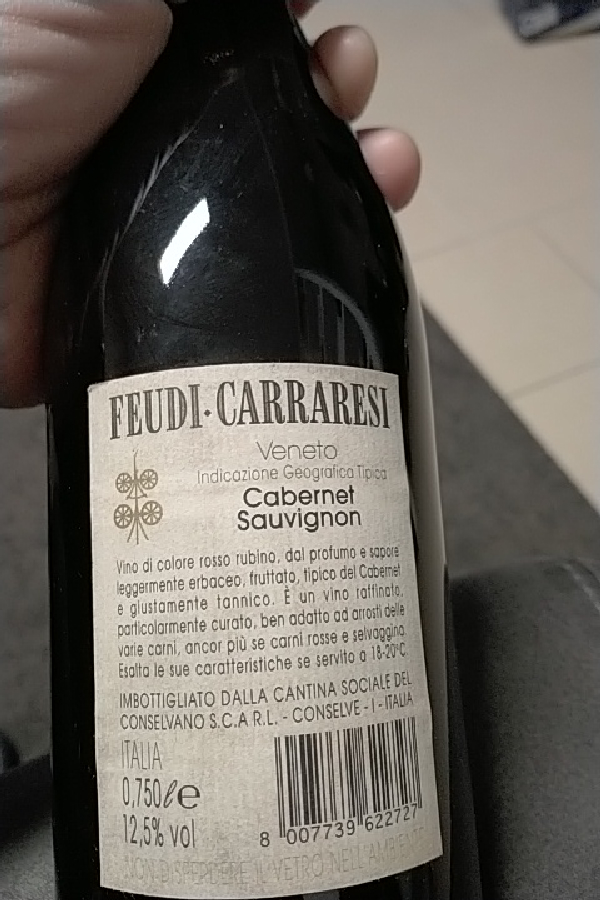 FEUDI·CARRARESI
Veneto
Indicazione Geografica Tipica
Cabernet
Sauvignon
Vino di colore rosso rubino, dal profumo e sapore
leggermente erbaceo, fruttato, tipico del Cabernet
e giustamente tannico. È un vino raffinato,
particolarmente curato, ben adatto ad arrosti delle
varie carni, ancor più se carni rosse e selvaggina.
Esalta le sue caratteristiche se servito a 18-20°C.
IMBOTTIGLIATO DALLA CANTINA SOCIALE DEL
CONSELVANO S.C.A R.L. - CONSELVE - I - ITALIA
ITALIA
0,750 ℓ e
12,5% vol
8 007739 622727
NON DISPERDERE IL VETRO NELL'AMBIENTE